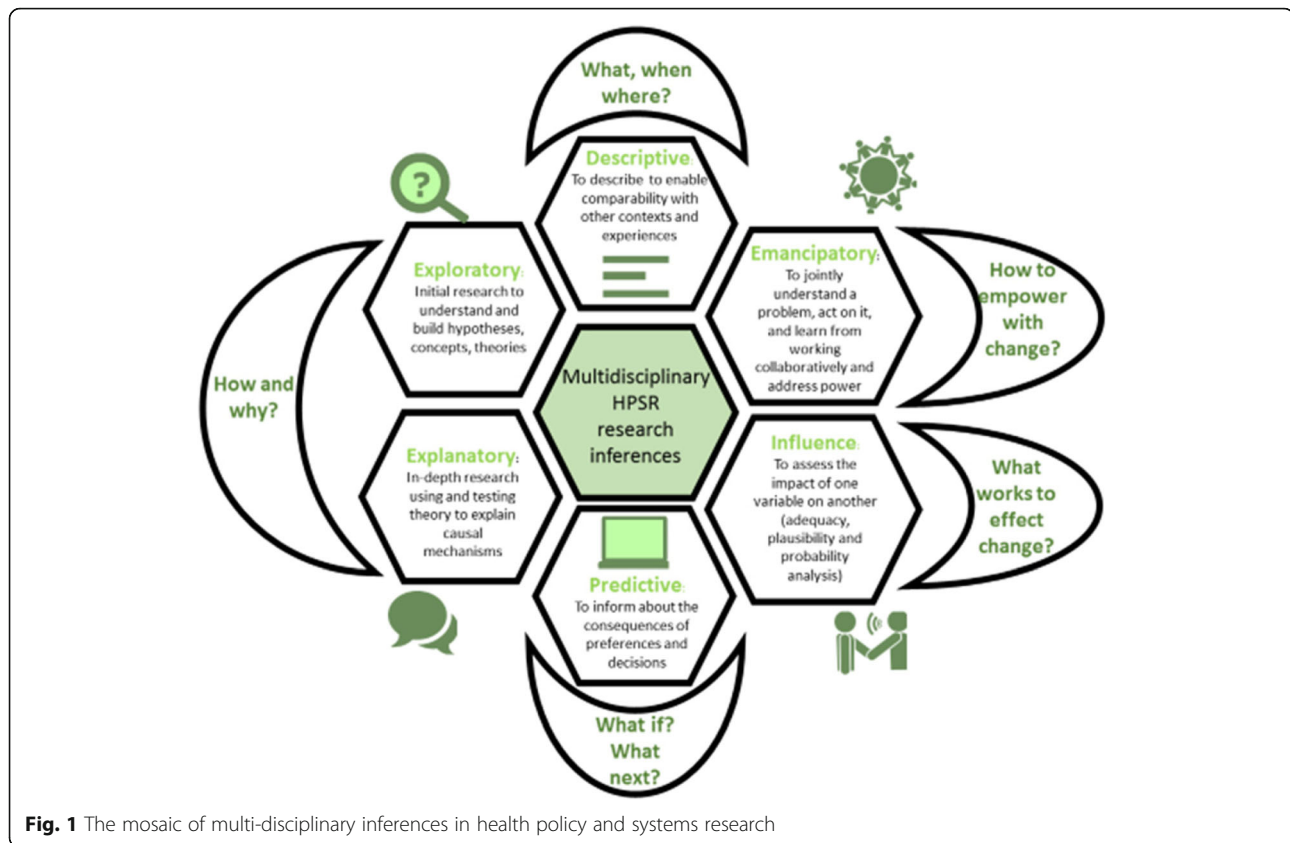 What, when
where?
Descriptive:
To describe to enable
comparability with
other contexts and
experiences
?
Exploratory:
Initial research to
understand and
build hypotheses,
concepts, theories
Emancipatory:
To jointly
understand a
problem, act on it,
and learn from
working
collaboratively and
address power
How to
empower
with
change?
How and
why?
Multidisciplinary
HPSR
research
inferences
Explanatory:
In-depth research
using and testing
theory to explain
causal
mechanisms
Influence:
To assess the
impact of one
variable on another
(adequacy,
plausibility and
probability
analysis)
What
works to
effect
change?
Predictive:
To inform about the
consequences of
preferences and
decisions
What if?
What
next?
Fig. 1 The mosaic of multi-disciplinary inferences in health policy and systems research